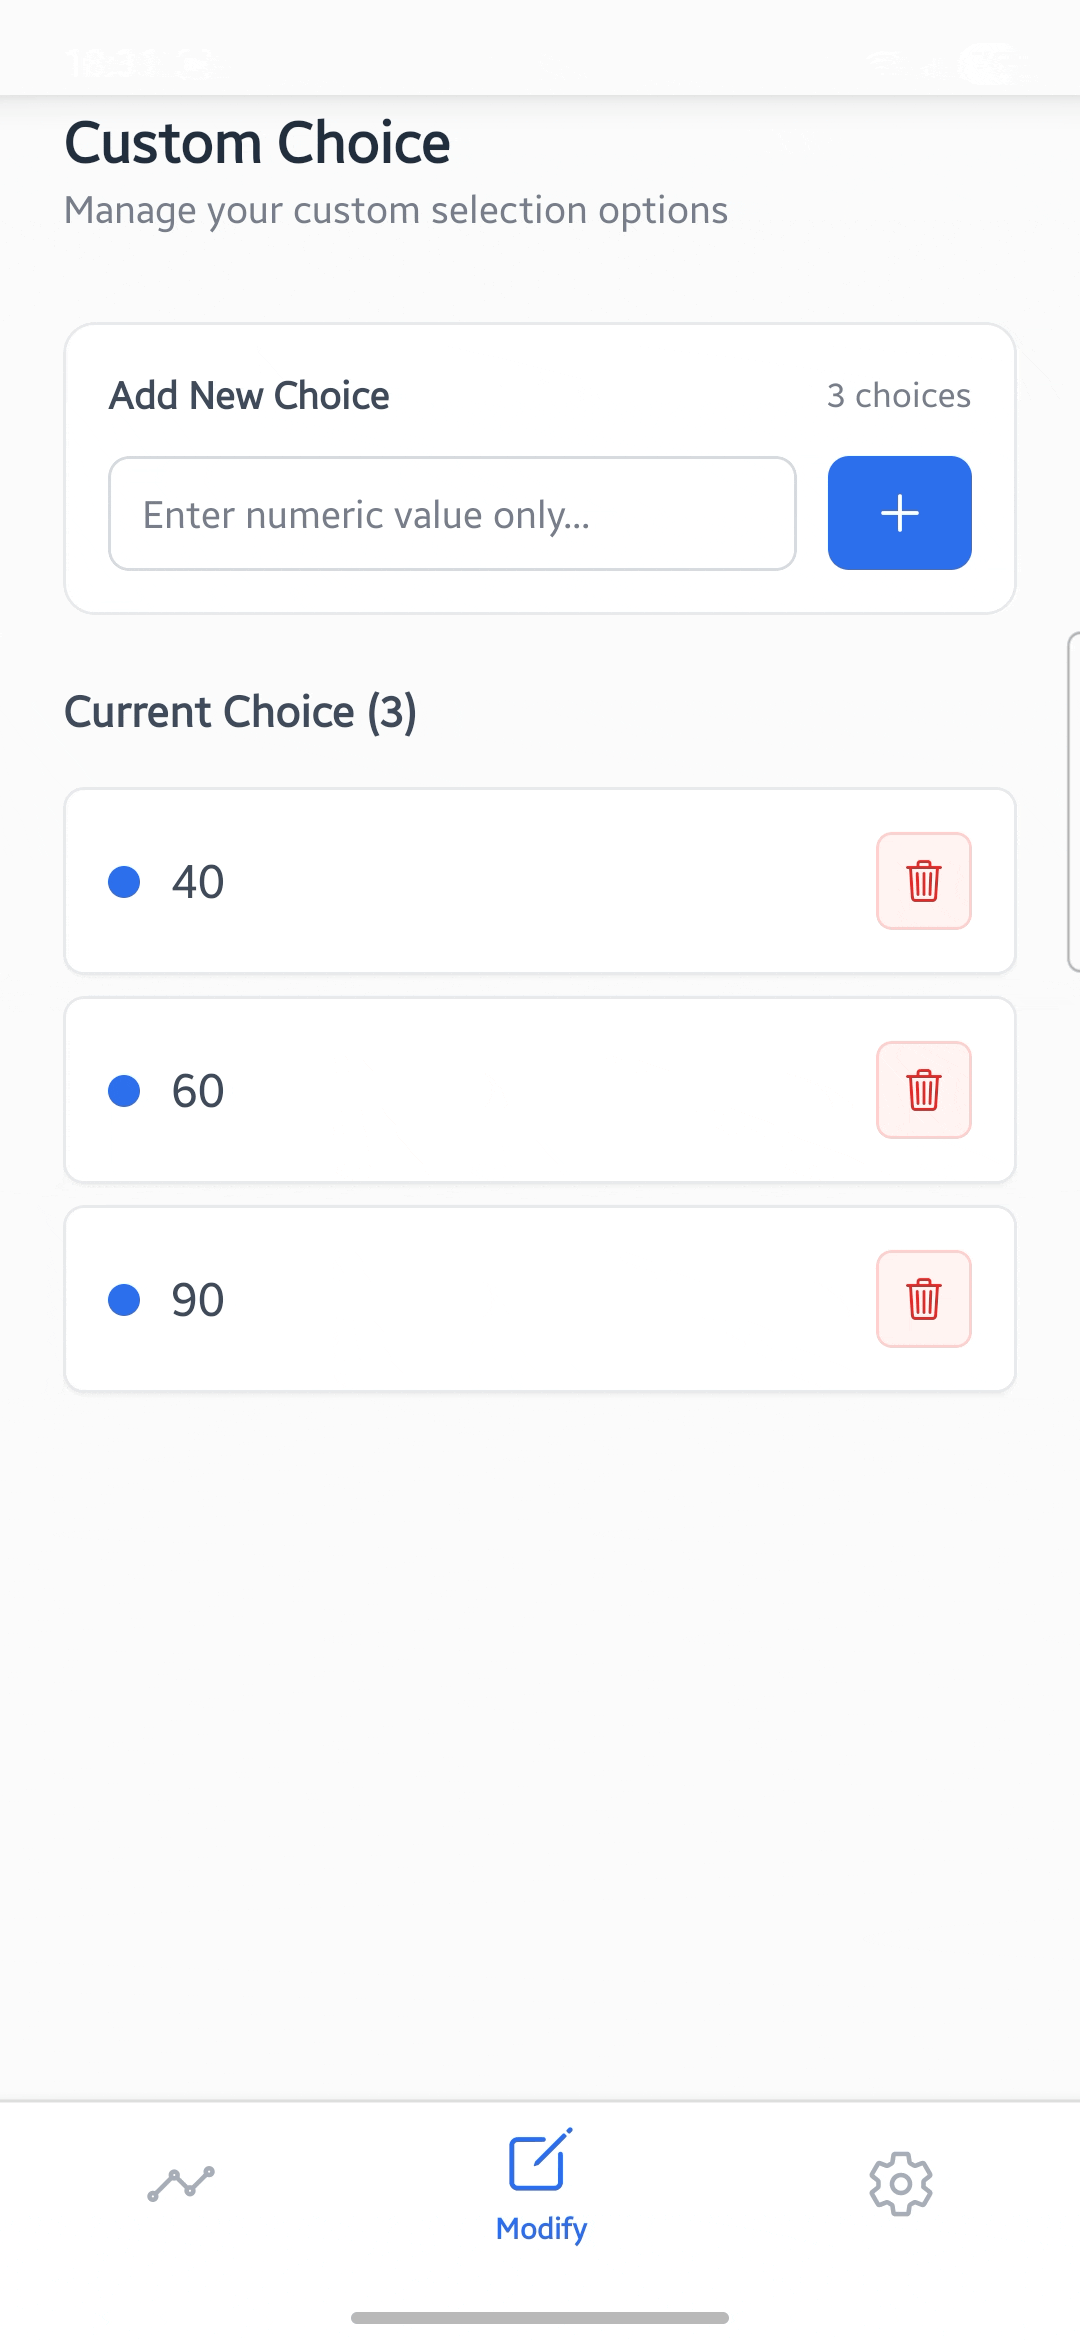 Custom Choice
Manage your custom selection options
Add New Choice
3 choices
Enter numeric value only...
Current Choice (3)
40
60
90
Modify